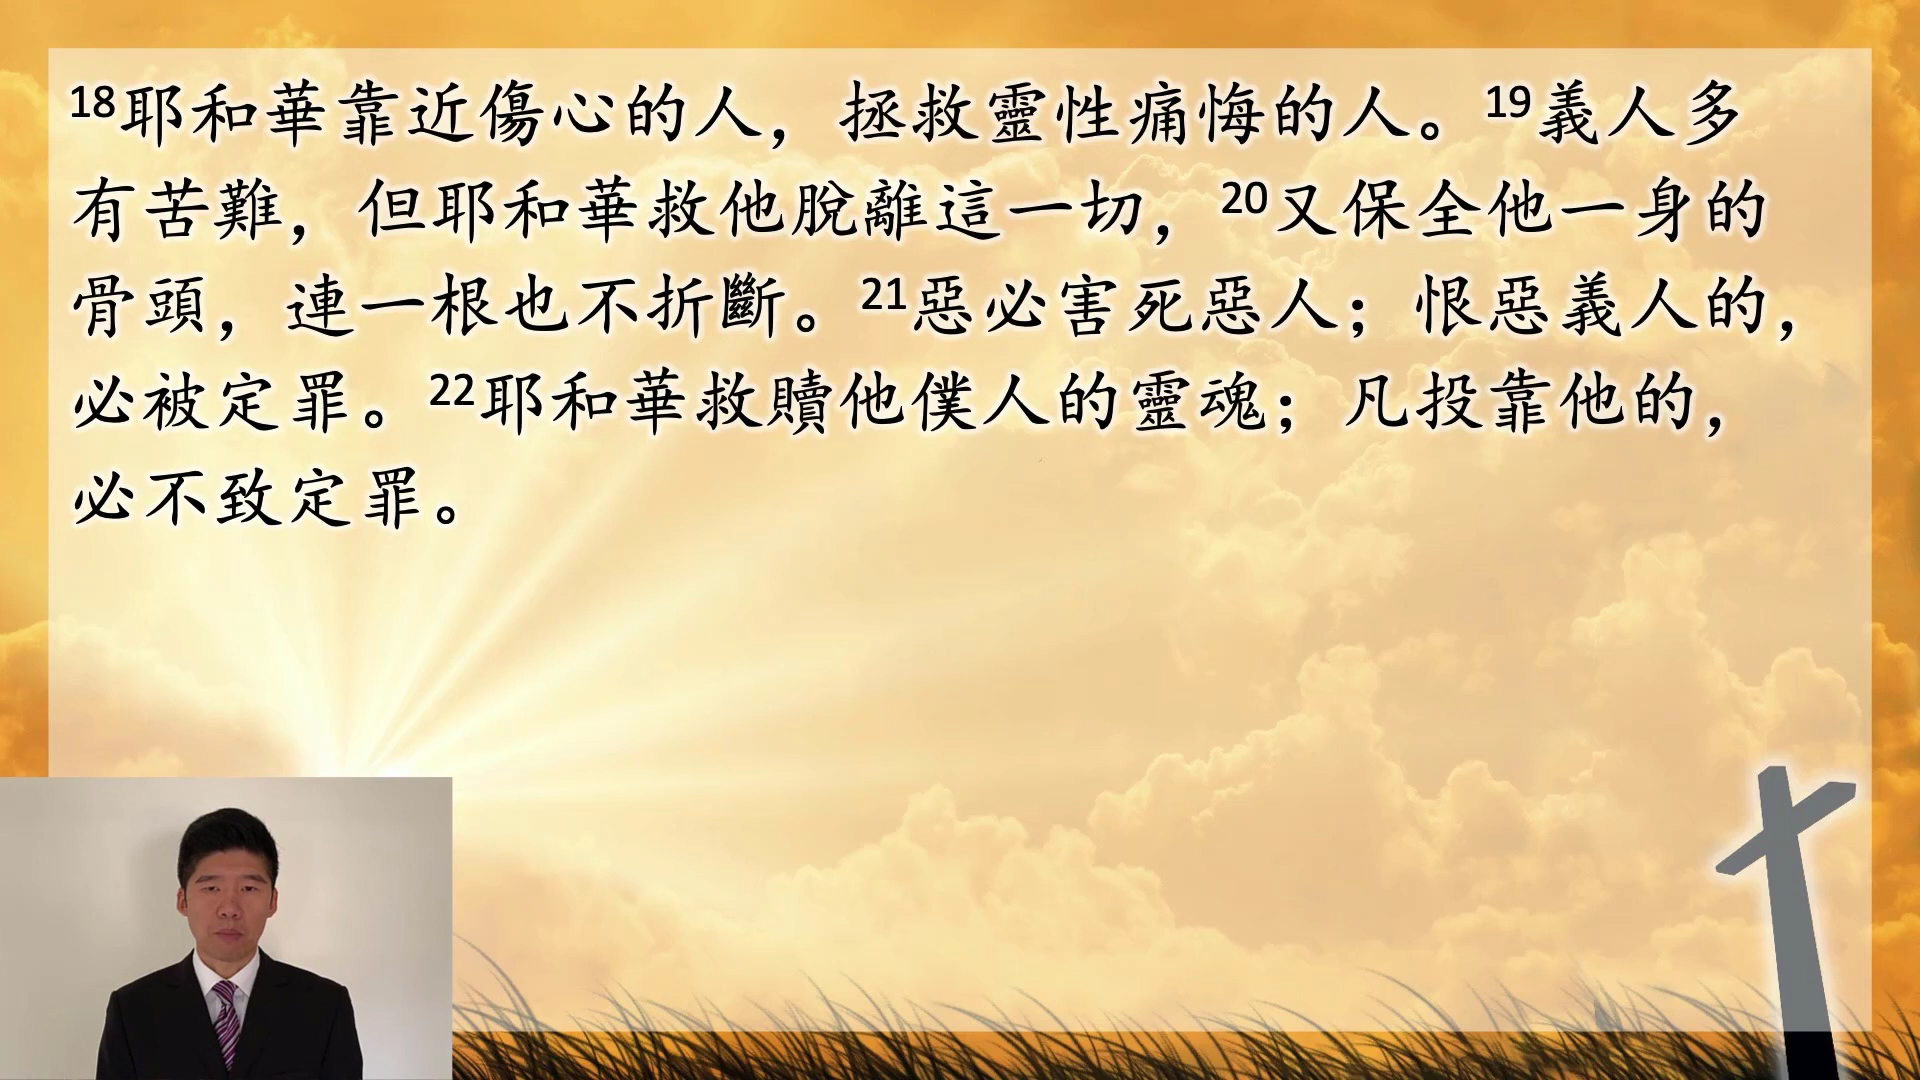 18耶和華靠近傷心的人，拯救靈性痛悔的人。19義人多
有苦難，但耶和華救他脫離這一切，20又保全他一身的
骨頭，連一根也不折斷。21惡必害死惡人；恨惡義人的，
必被定罪。22耶和華救贖他僕人的靈魂；凡投靠他的，
必不致定罪。